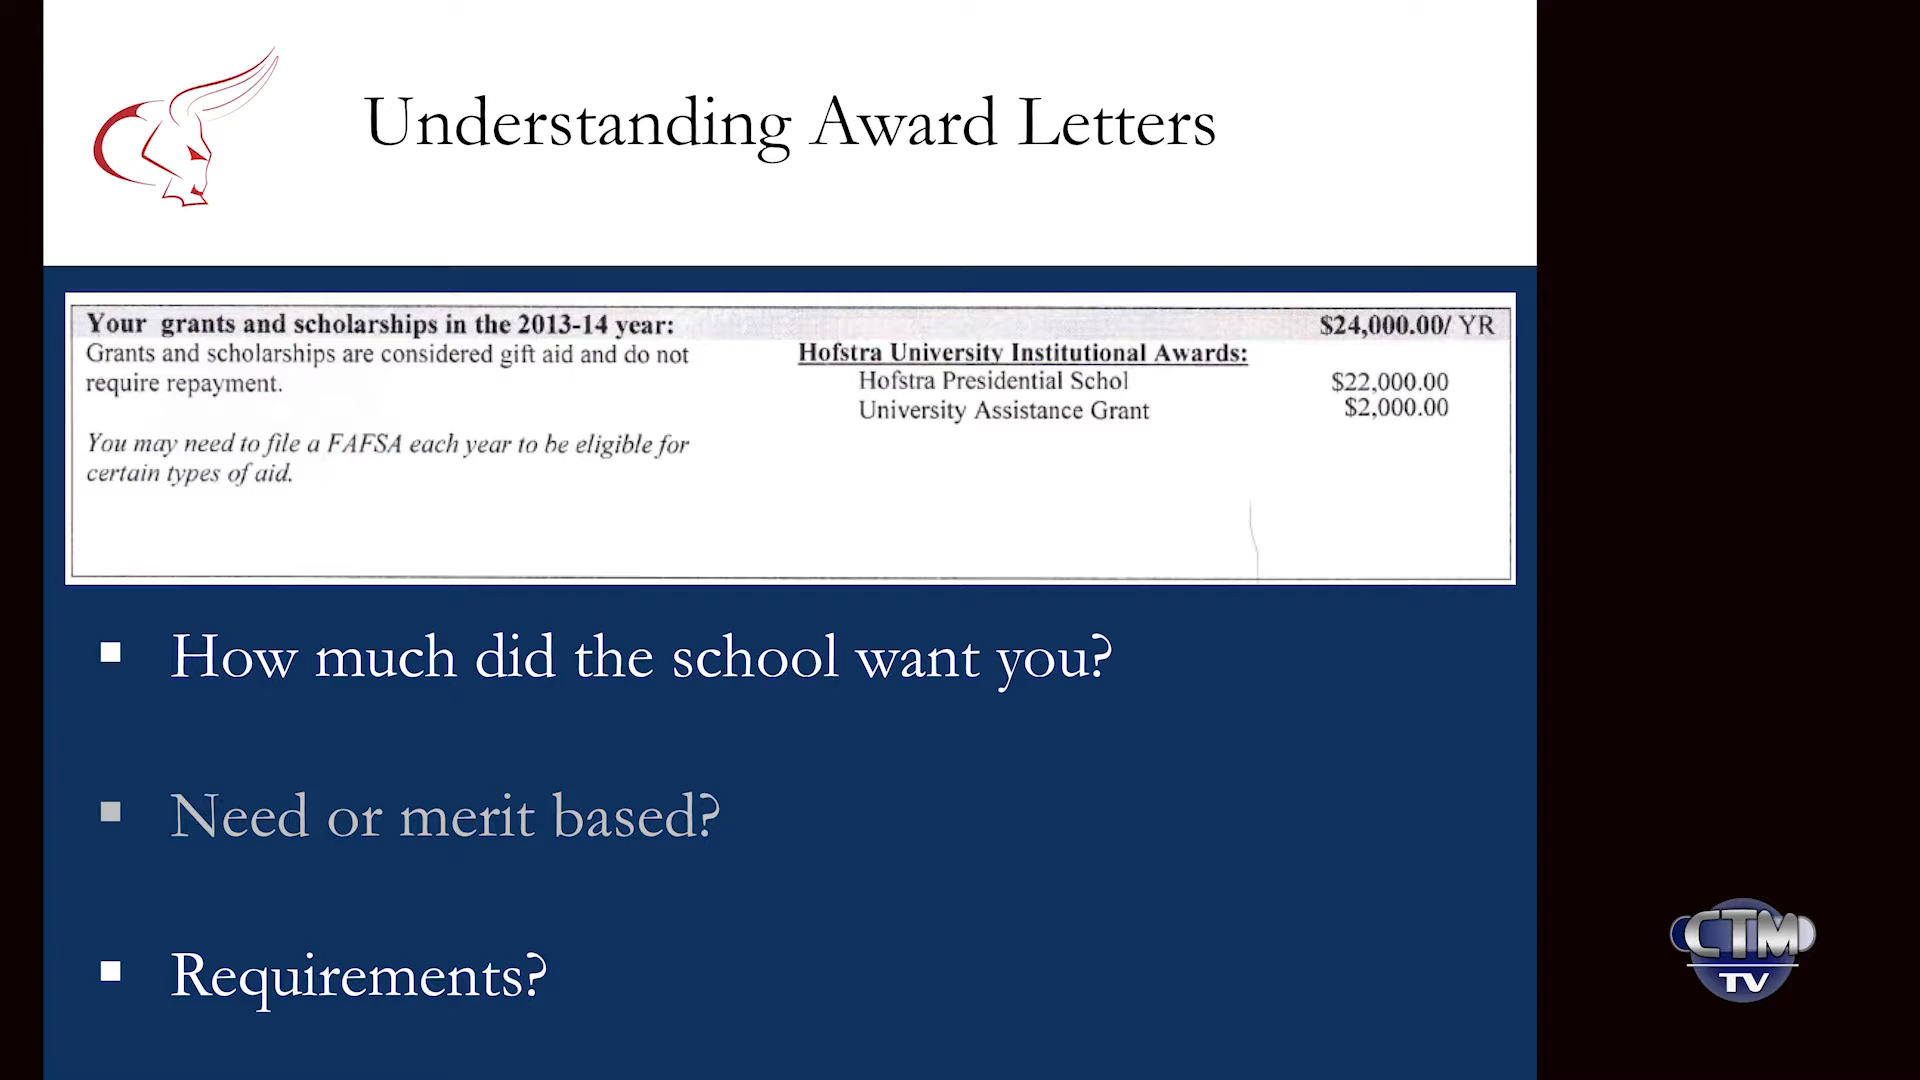 Understanding Award Letters
Your grants and scholarships in the 2013-14 year: $24,000.00/ YR
Grants and scholarships are considered gift aid and do not
require repayment.
Hofstra University Institutional Awards:
Hofstra Presidential Schol $22,000.00
University Assistance Grant $2,000.00
You may need to file a FAFSA each year to be eligible for
certain types of aid.
▪ How much did the school want you?
▪ Need or merit based?
▪ Requirements?
CTM
TV